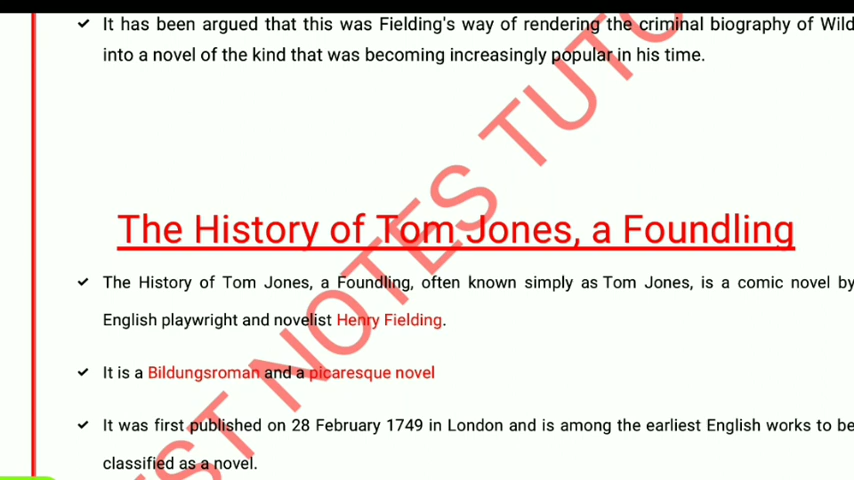 It has been argued that this was Fielding's way of rendering the criminal biography of Wild
into a novel of the kind that was becoming increasingly popular in his time.
The History of Tom Jones, a Foundling
The History of Tom Jones, a Foundling, often known simply as Tom Jones, is a comic novel by
English playwright and novelist Henry Fielding.
It is a Bildungsroman and a picaresque novel
It was first published on 28 February 1749 in London and is among the earliest English works to be
classified as a novel.
NOTES